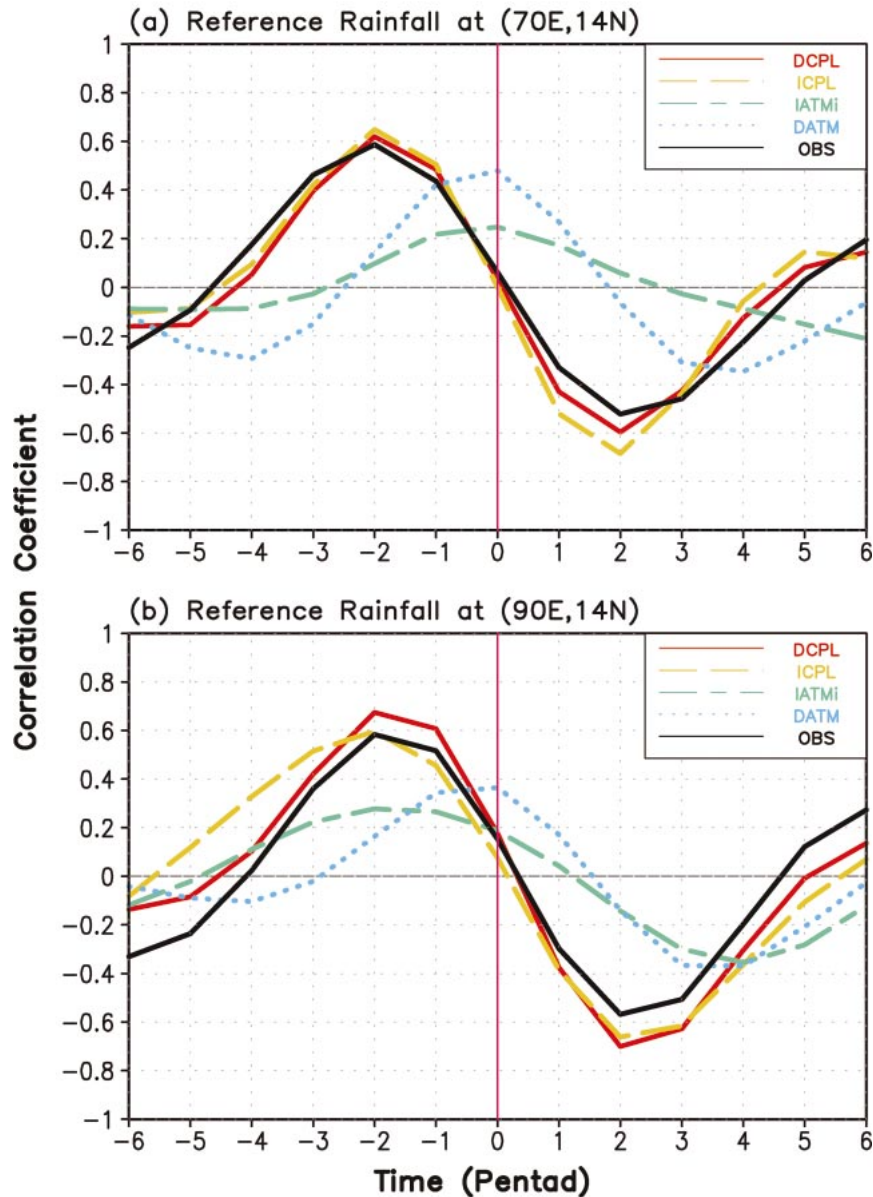 (a) Reference Rainfall at (70E,14N)
1
0.8
0.6
0.4
0.2
0
−0.2
−0.4
−0.6
−0.8
−1
DCPL
ICPL
IATMi
DATM
OBS
−6 −5 −4 −3 −2 −1 0 1 2 3 4 5 6
Correlation Coefficient
(b) Reference Rainfall at (90E,14N)
1
0.8
0.6
0.4
0.2
0
−0.2
−0.4
−0.6
−0.8
−1
DCPL
ICPL
IATMi
DATM
OBS
−6 −5 −4 −3 −2 −1 0 1 2 3 4 5 6
Time (Pentad)